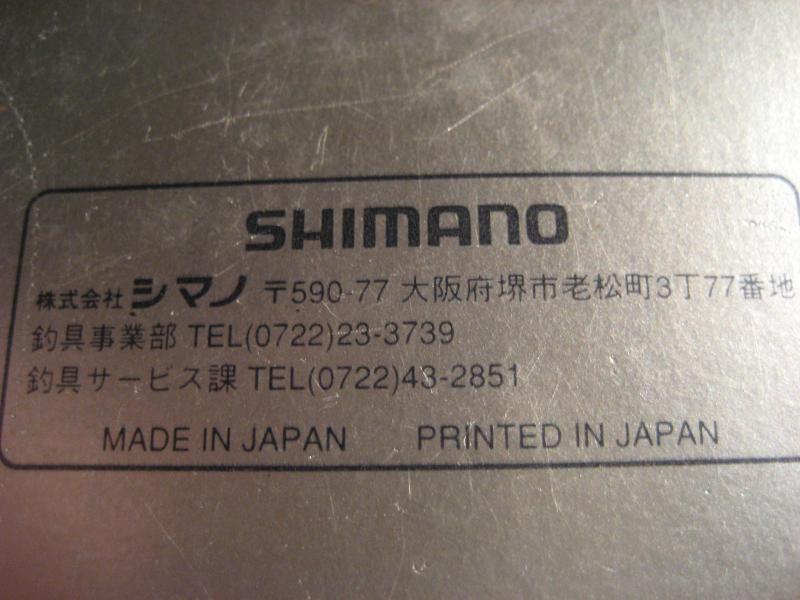 SHIMANO
株式会社 シマノ 〒590-77 大阪府堺市老松町3丁77番地
釣具事業部 TEL(0722)23-3739
釣具サービス課 TEL(0722)43-2851
MADE IN JAPAN PRINTED IN JAPAN